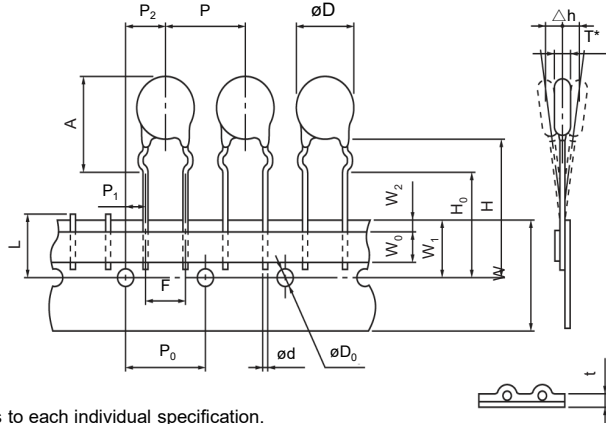 P2
P
øD
△h
T*
A
P1
W2
H0
H
L
W0
W1
W
F
P0
ød
øD0
t
s to each individual specification.